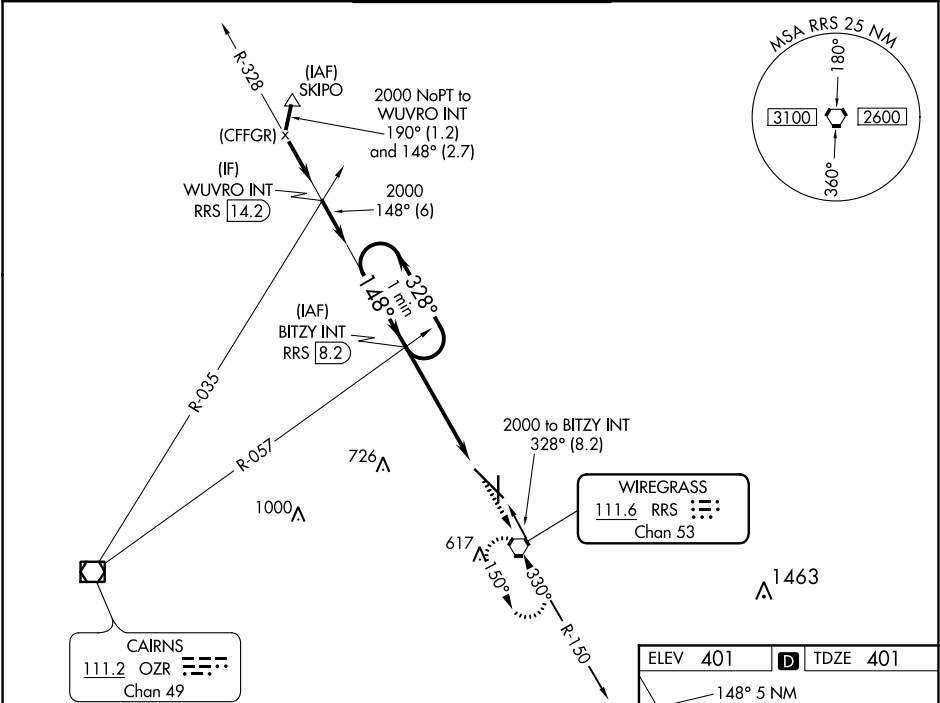 R-328
(IAF)
SKIPO
2000 NoPT to
WUVRO INT
190° (1.2)
and 148° (2.7)
(CFFGR) x
(IF)
WUVRO INT
RRS 14.2
2000
148° (6)
MSA RRS 25 NM
180°
3100
2600
360°
148°
1 min
328°
(IAF)
BITZY INT
RRS 8.2
R-035
R-057
726
1000
2000 to BITZY INT
328° (8.2)
WIREGRASS
111.6 RRS
Chan 53
617
150°
330°
R-150
1463
CAIRNS
111.2 OZR
Chan 49
ELEV 401 D TDZE 401
148° 5 NM